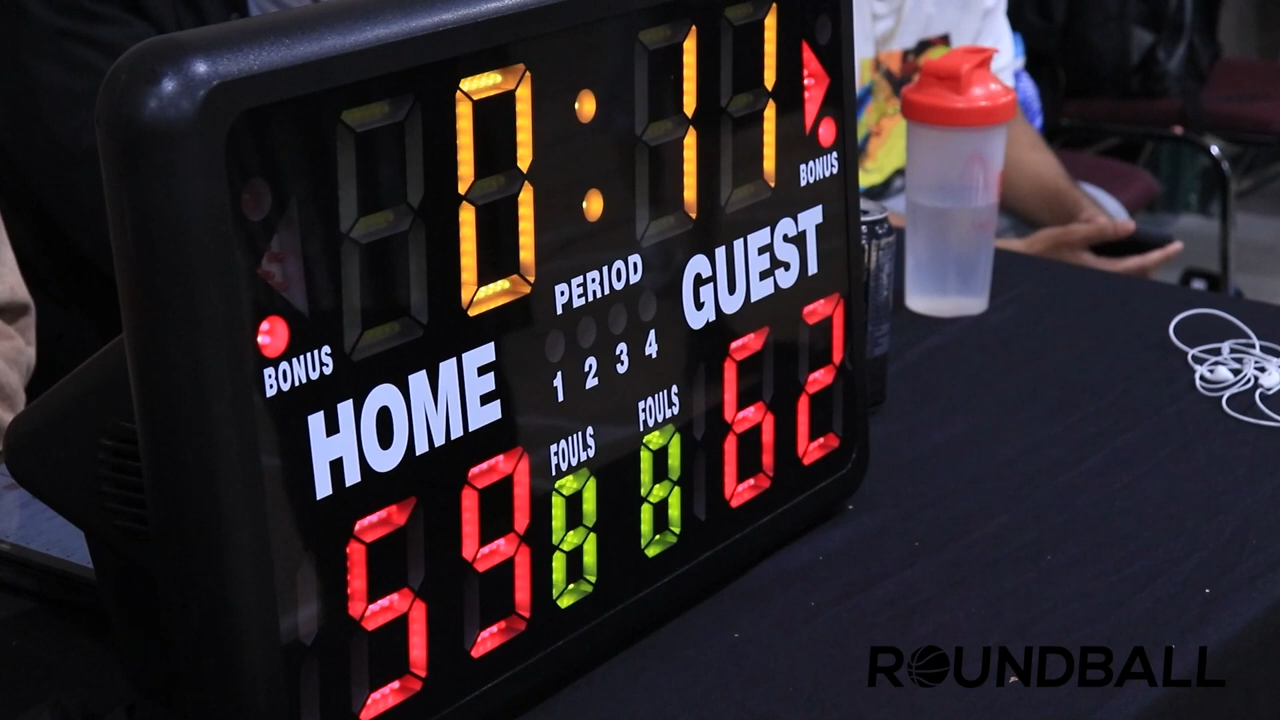 0:11
BONUS
PERIOD
GUEST
BONUS
1 2 3 4
HOME
FOULS
FOULS
59
8
8
62
ROUNDBALL